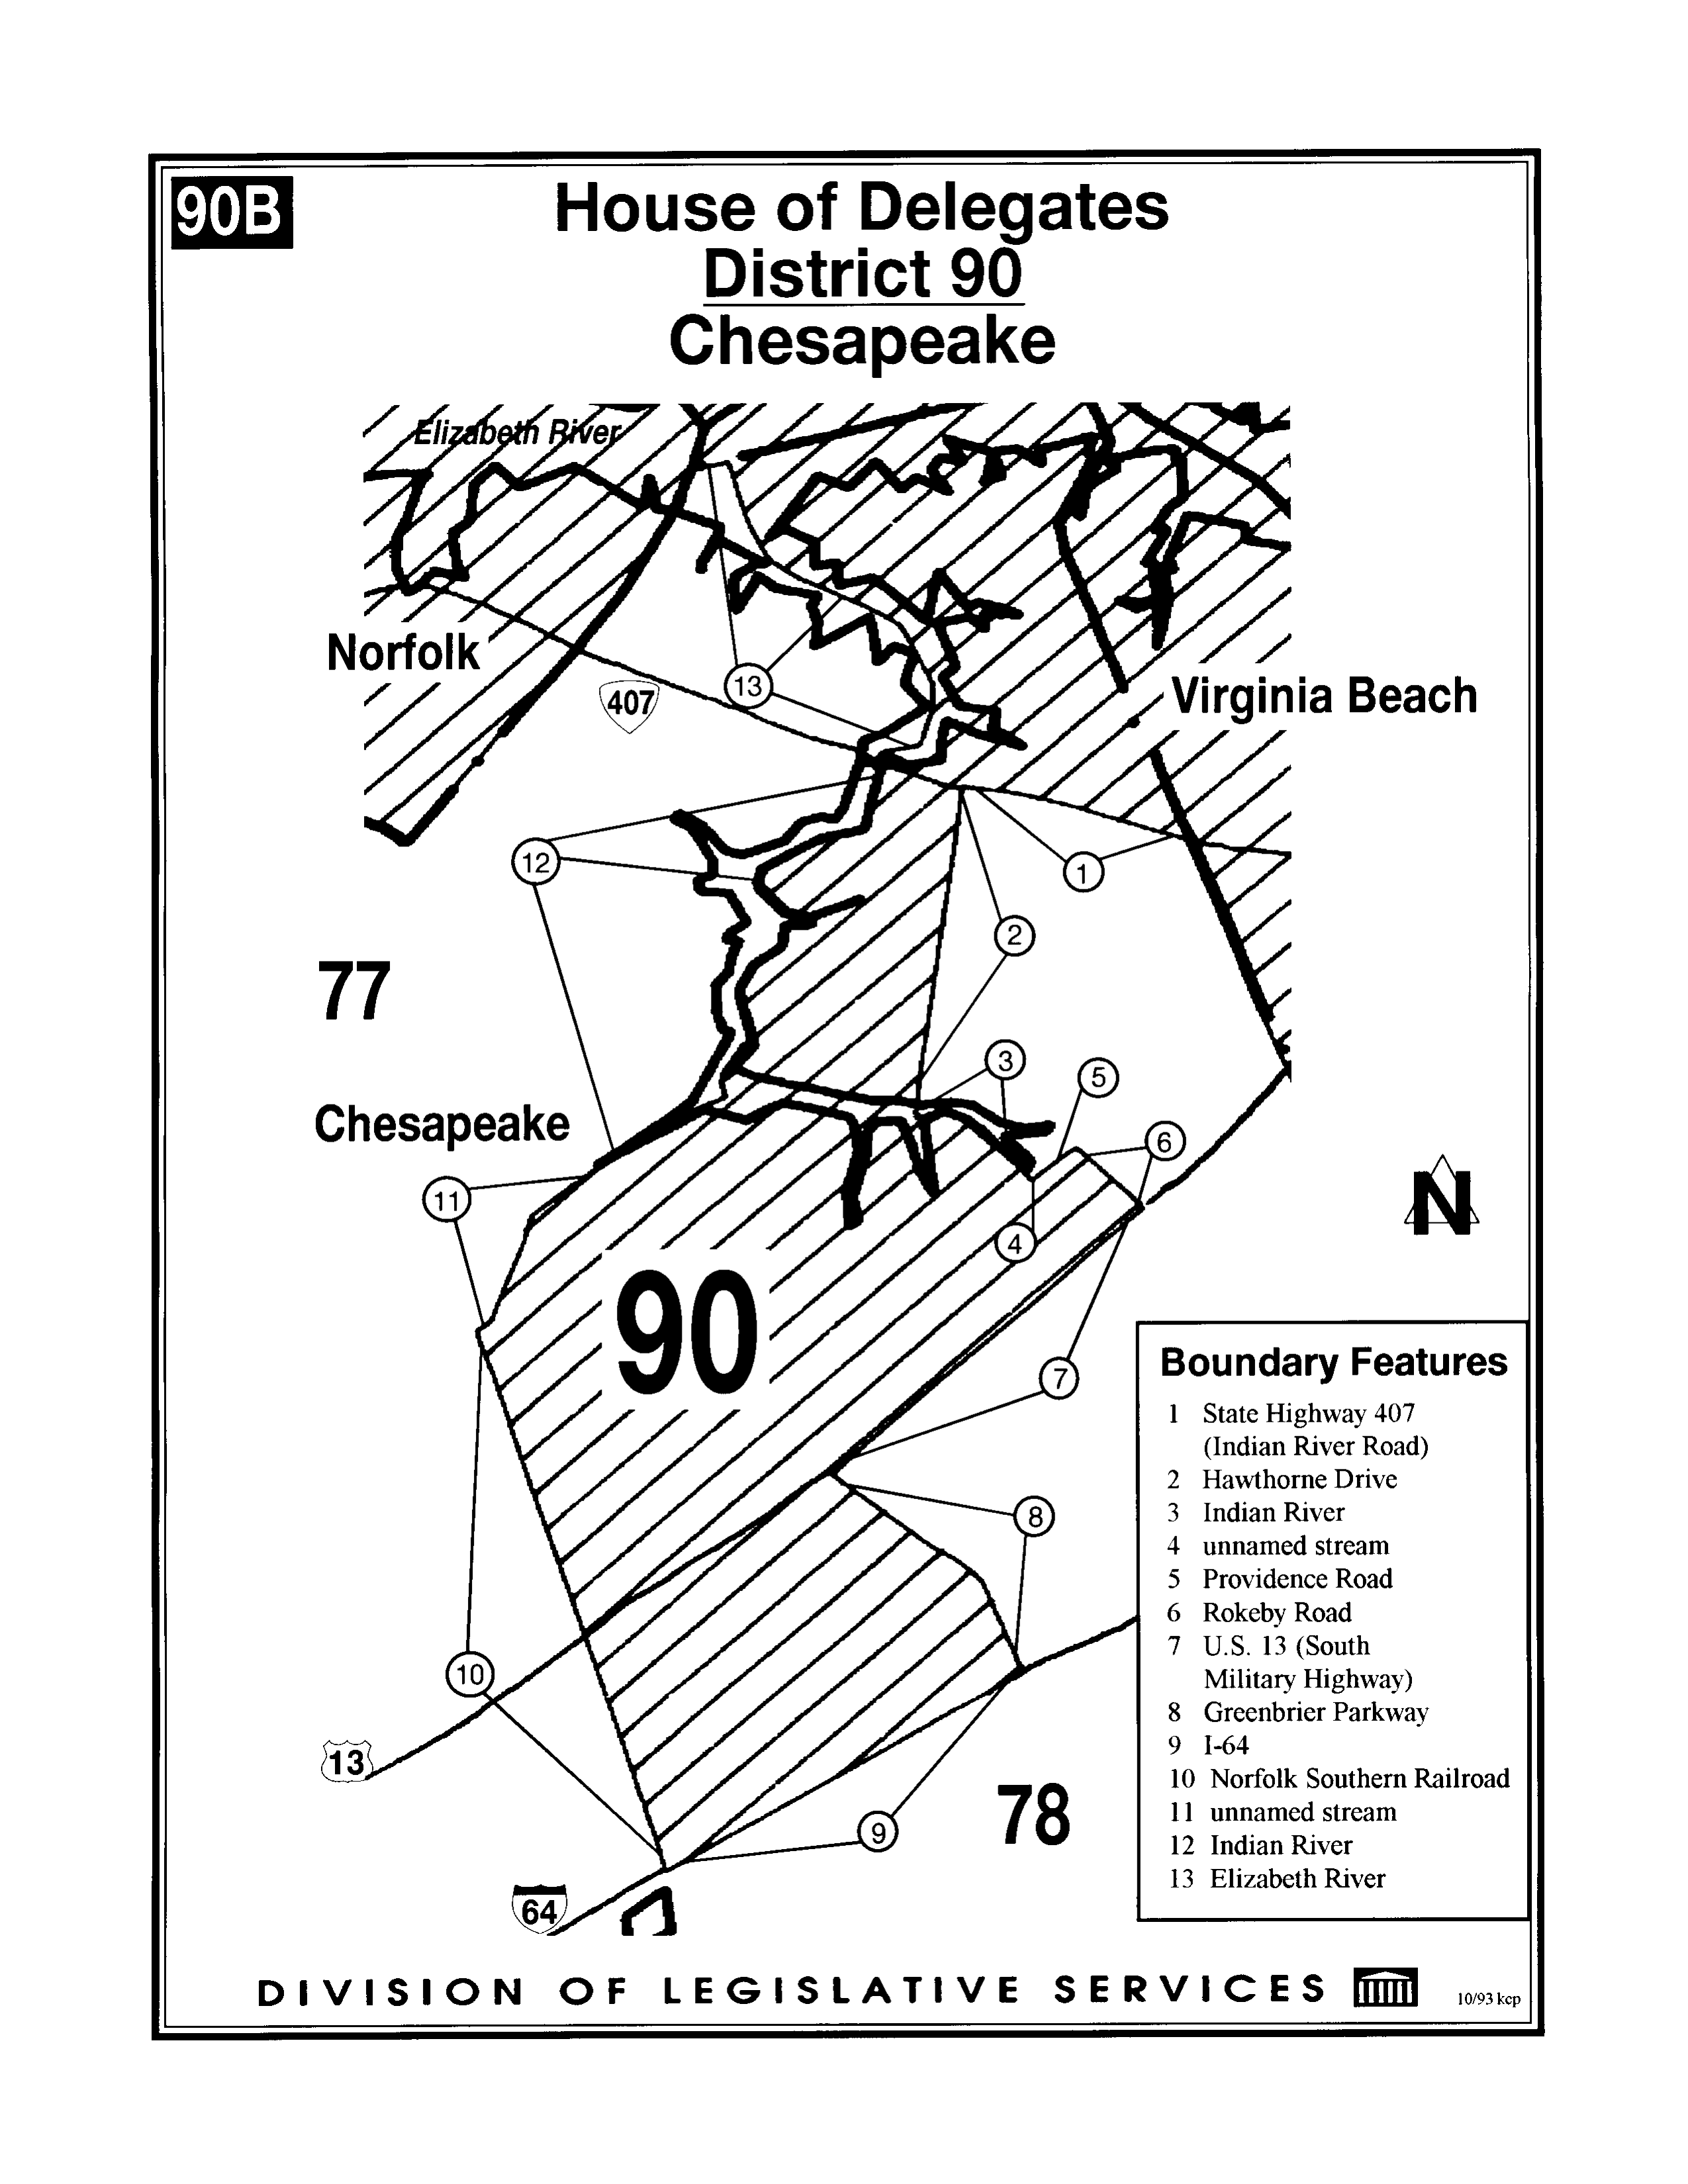 90B
House of Delegates
District 90
Chesapeake
Elizabeth River
Norfolk
13
407
Virginia Beach
12
1
2
77
3
5
Chesapeake
6
11
4
N
90
7
8
10
13
78
9
64
Boundary Features
1 State Highway 407
(Indian River Road)
2 Hawthorne Drive
3 Indian River
4 unnamed stream
5 Providence Road
6 Rokeby Road
7 U.S. 13 (South
Military Highway)
8 Greenbrier Parkway
9 I-64
10 Norfolk Southern Railroad
11 unnamed stream
12 Indian River
13 Elizabeth River
DIVISION OF LEGISLATIVE SERVICES
10/93 kcp